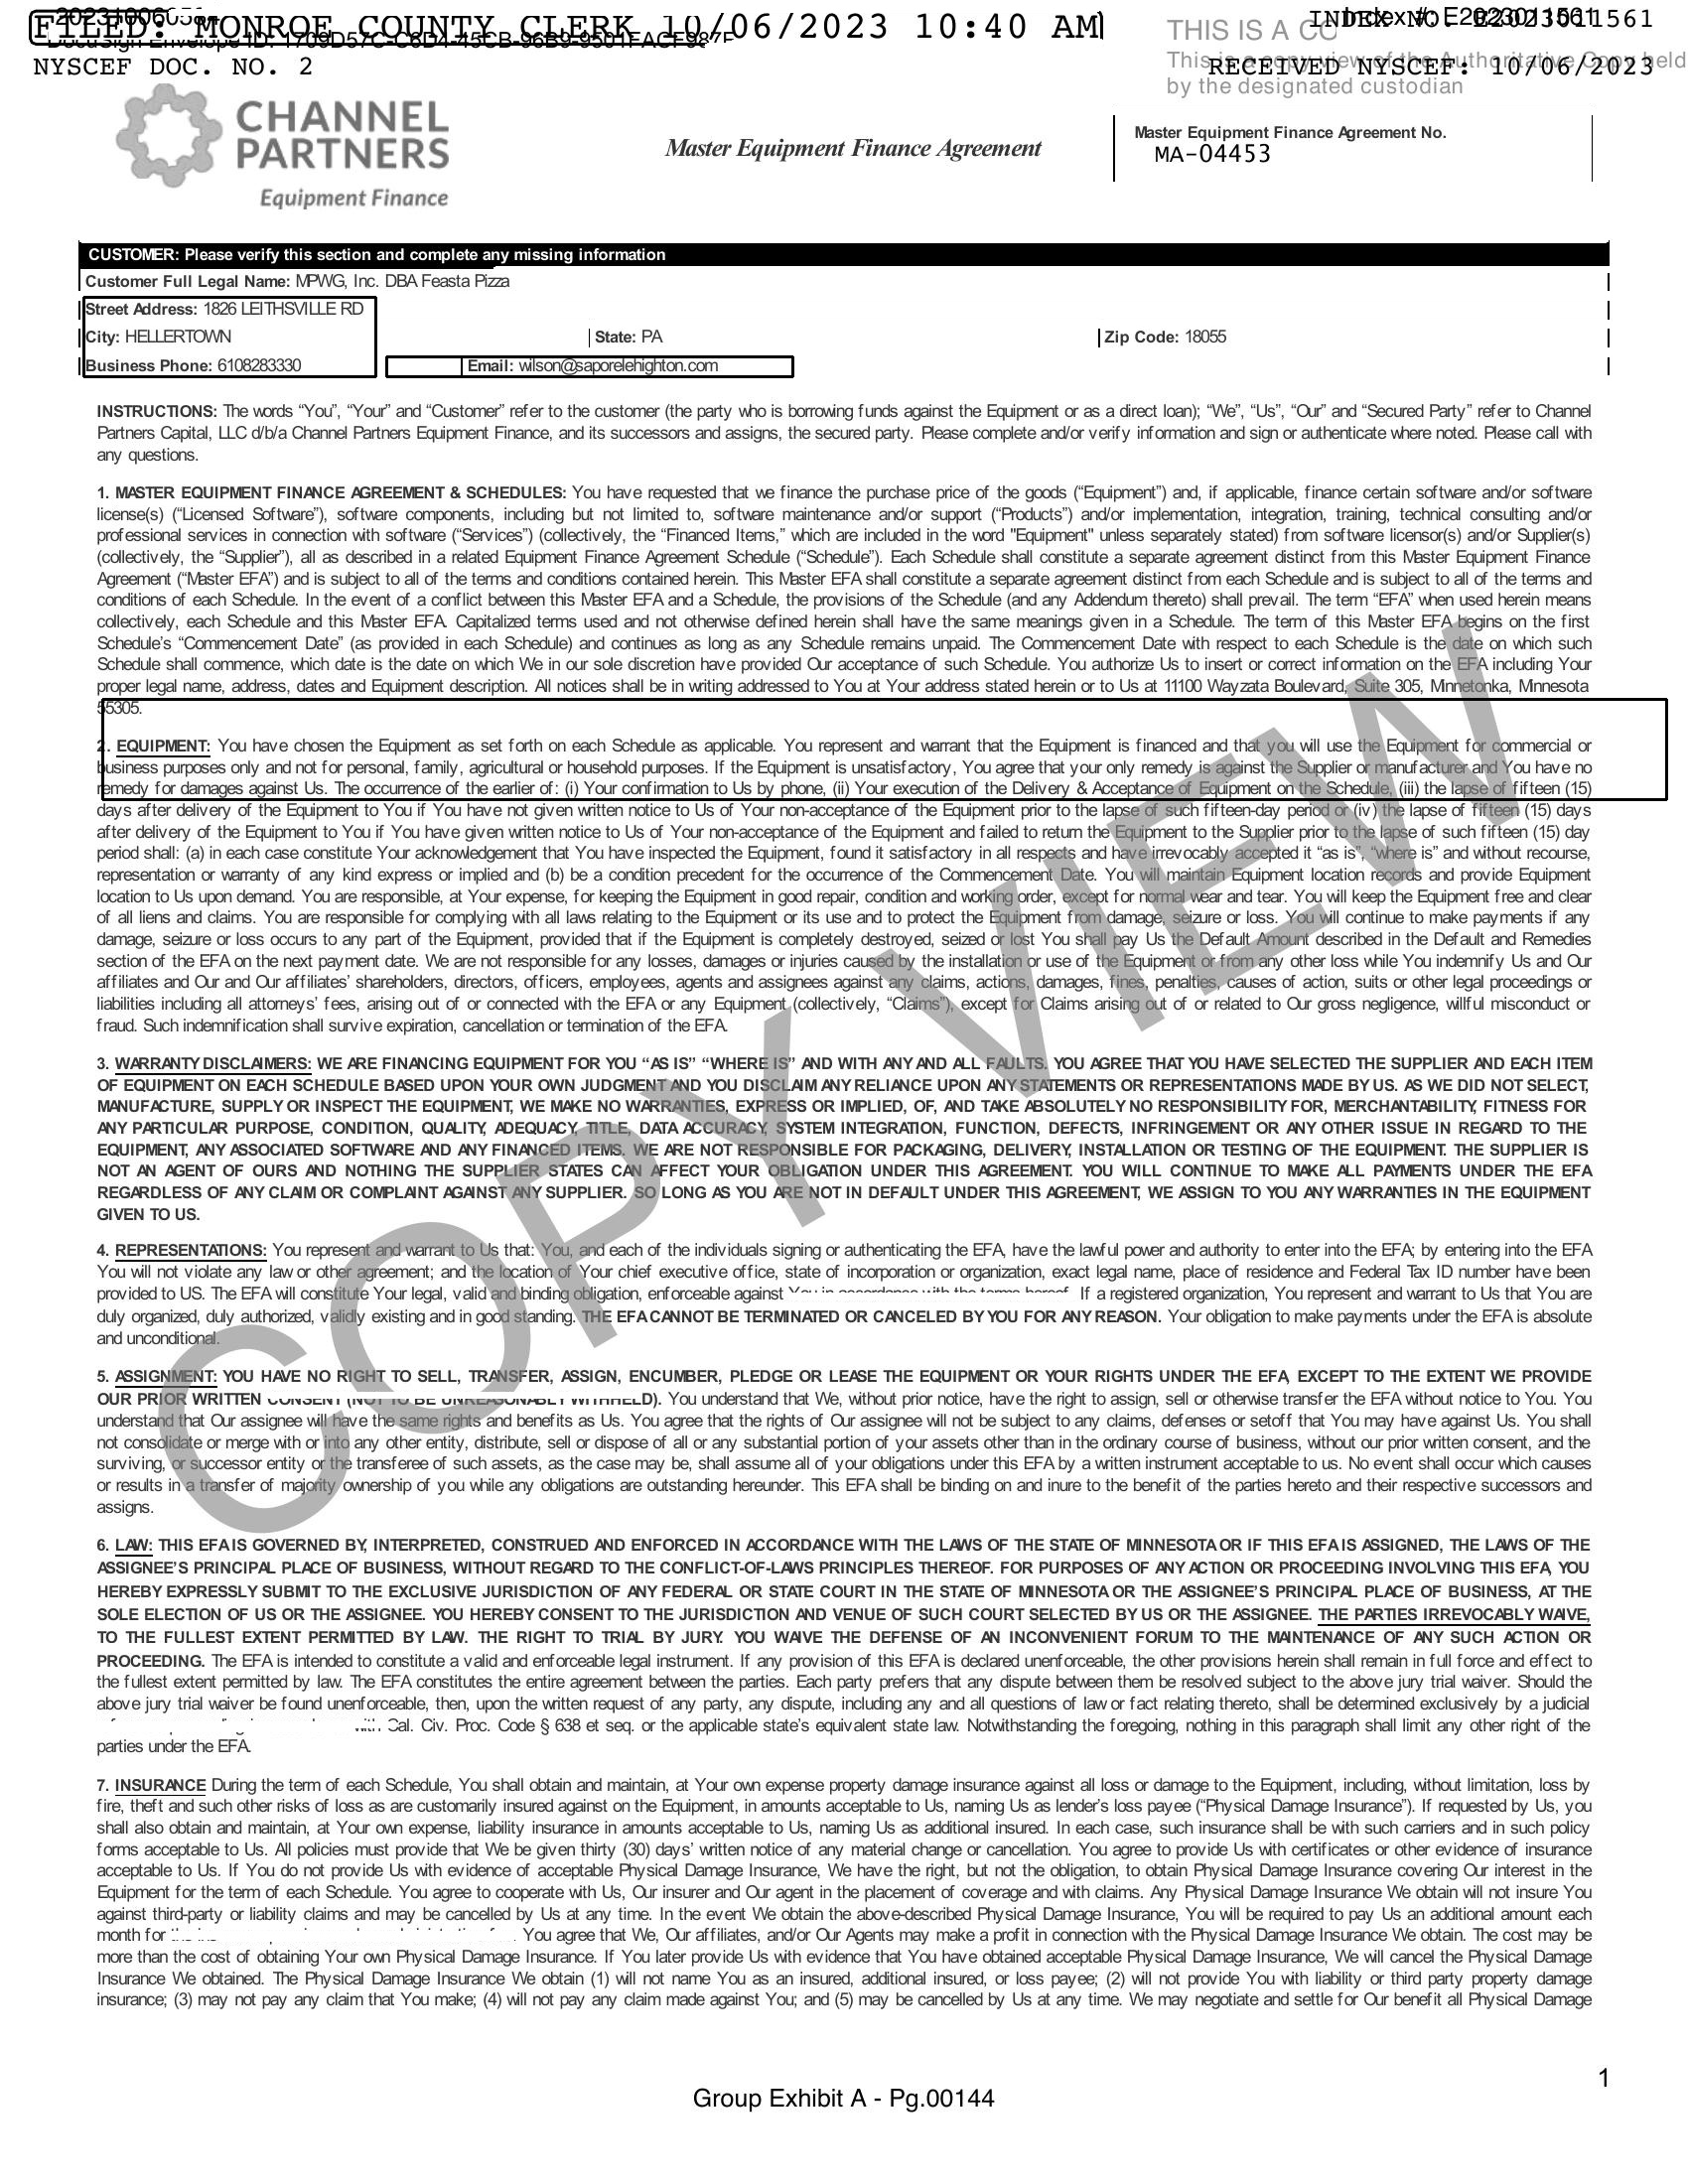 FILED: MONROE COUNTY CLERK 10/06/2023 10:40 AM
INDEX NO. E2023011561
NYSCEF DOC. NO. 2
RECEIVED NYSCEF: 10/06/2023
THIS IS A
by the designated custodian
CHANNEL
PARTNERS
Equipment Finance
Master Equipment Finance Agreement
Master Equipment Finance Agreement No.
MA-04453
CUSTOMER: Please verify this section and complete any missing information
Customer Full Legal Name: MPWG, Inc. DBA Feasta Pizza
Street Address: 1826 LEITHSVILLE RD
City: HELLERTOWN State: PA Zip Code: 18055
Business Phone: 6108283330 Email: wilson@saporelehighton.com
INSTRUCTIONS: The words “You”, “Your” and “Customer” refer to the customer (the party who is borrowing funds against the Equipment or as a direct loan); “We”, “Us”, “Our” and “Secured Party” refer to Channel
Partners Capital, LLC d/b/a Channel Partners Equipment Finance, and its successors and assigns, the secured party. Please complete and/or verify information and sign or authenticate where noted. Please call with
any questions.
1. MASTER EQUIPMENT FINANCE AGREEMENT & SCHEDULES: You have requested that we finance the purchase price of the goods (“Equipment”) and, if applicable, finance certain software and/or software
license(s) (“Licensed Software”), software components, including but not limited to, software maintenance and/or support (“Products”) and/or implementation, integration, training, technical consulting and/or
professional services in connection with software (“Services”) (collectively, the “Financed Items,” which are included in the word "Equipment" unless separately stated) from software licensor(s) and/or Supplier(s)
(collectively, the “Supplier”), all as described in a related Equipment Finance Agreement Schedule (“Schedule”). Each Schedule shall constitute a separate agreement distinct from this Master Equipment Finance
Agreement (“Master EFA”) and is subject to all of the terms and conditions contained herein. This Master EFA shall constitute a separate agreement distinct from each Schedule and is subject to all of the terms and
conditions of each Schedule. In the event of a conflict between this Master EFA and a Schedule, the provisions of the Schedule (and any Addendum thereto) shall prevail. The term “EFA” when used herein means
collectively, each Schedule and this Master EFA. Capitalized terms used and not otherwise defined herein shall have the same meanings given in a Schedule. The term of this Master EFA begins on the first
Schedule’s “Commencement Date” (as provided in each Schedule) and continues as long as any Schedule remains unpaid. The Commencement Date with respect to each Schedule is the date on which such
Schedule shall commence, which date is the date on which We in our sole discretion have provided Our acceptance of such Schedule. You authorize Us to insert or correct information on the EFA including Your
proper legal name, address, dates and Equipment description. All notices shall be in writing addressed to You at Your address stated herein or to Us at 11100 Wayzata Boulevard, Suite 305, Minnetonka, Minnesota
55305.
2. EQUIPMENT: You have chosen the Equipment as set forth on each Schedule as applicable. You represent and warrant that the Equipment is financed and that you will use the Equipment for commercial or
business purposes only and not for personal, family, agricultural or household purposes. If the Equipment is unsatisfactory, You agree that your only remedy is against the Supplier or manufacturer and You have no
remedy for damages against Us. The occurrence of the earlier of: (i) Your confirmation to Us by phone, (ii) Your execution of the Delivery & Acceptance of Equipment on the Schedule, (iii) the lapse of fifteen (15)
days after delivery of the Equipment to You if You have not given written notice to Us of Your non-acceptance of the Equipment prior to the lapse of such fifteen-day period or (iv) the lapse of fifteen (15) days
after delivery of the Equipment to You if You have given written notice to Us of Your non-acceptance of the Equipment and failed to return the Equipment to the Supplier prior to the lapse of such fifteen (15) day
period shall: (a) in each case constitute Your acknowledgement that You have inspected the Equipment, found it satisfactory in all respects and have irrevocably accepted it “as is”, “where is” and without recourse,
representation or warranty of any kind express or implied and (b) be a condition precedent for the occurrence of the Commencement Date. You will maintain Equipment location records and provide Equipment
location to Us upon demand. You are responsible, at Your expense, for keeping the Equipment in good repair, condition and working order, except for normal wear and tear. You will keep the Equipment free and clear
of all liens and claims. You are responsible for complying with all laws relating to the Equipment or its use and to protect the Equipment from damage, seizure or loss. You will continue to make payments if any
damage, seizure or loss occurs to any part of the Equipment, provided that if the Equipment is completely destroyed, seized or lost You shall pay Us the Default Amount described in the Default and Remedies
section of the EFA on the next payment date. We are not responsible for any losses, damages or injuries caused by the installation or use of the Equipment or from any other loss while You indemnify Us and Our
affiliates and Our and Our affiliates’ shareholders, directors, officers, employees, agents and assignees against any claims, actions, damages, fines, penalties, causes of action, suits or other legal proceedings or
liabilities including all attorneys’ fees, arising out of or connected with the EFA or any Equipment (collectively, “Claims”), except for Claims arising out of or related to Our gross negligence, willful misconduct or
fraud. Such indemnification shall survive expiration, cancellation or termination of the EFA.
3. WARRANTY DISCLAIMERS: WE ARE FINANCING EQUIPMENT FOR YOU “AS IS” “WHERE IS” AND WITH ANY AND ALL FAULTS. YOU AGREE THAT YOU HAVE SELECTED THE SUPPLIER AND EACH ITEM
OF EQUIPMENT ON EACH SCHEDULE BASED UPON YOUR OWN JUDGMENT AND YOU DISCLAIM ANY RELIANCE UPON ANY STATEMENTS OR REPRESENTATIONS MADE BY US. AS WE DID NOT SELECT,
MANUFACTURE, SUPPLY OR INSPECT THE EQUIPMENT, WE MAKE NO WARRANTIES, EXPRESS OR IMPLIED, OF, AND TAKE ABSOLUTELY NO RESPONSIBILITY FOR, MERCHANTABILITY, FITNESS FOR
ANY PARTICULAR PURPOSE, CONDITION, QUALITY, ADEQUACY, TITLE, DATA ACCURACY, SYSTEM INTEGRATION, FUNCTION, DEFECTS, INFRINGEMENT OR ANY OTHER ISSUE IN REGARD TO THE
EQUIPMENT, ANY ASSOCIATED SOFTWARE AND ANY FINANCED ITEMS. WE ARE NOT RESPONSIBLE FOR PACKAGING, DELIVERY, INSTALLATION OR TESTING OF THE EQUIPMENT. THE SUPPLIER IS
NOT AN AGENT OF OURS AND NOTHING THE SUPPLIER STATES CAN AFFECT YOUR OBLIGATION UNDER THIS AGREEMENT. YOU WILL CONTINUE TO MAKE ALL PAYMENTS UNDER THE EFA
REGARDLESS OF ANY CLAIM OR COMPLAINT AGAINST ANY SUPPLIER. SO LONG AS YOU ARE NOT IN DEFAULT UNDER THIS AGREEMENT, WE ASSIGN TO YOU ANY WARRANTIES IN THE EQUIPMENT
GIVEN TO US.
4. REPRESENTATIONS: You represent and warrant to Us that: You, and each of the individuals signing or authenticating the EFA, have the lawful power and authority to enter into the EFA; by entering into the EFA
You will not violate any law or other agreement; and the location of Your chief executive office, state of incorporation or organization, exact legal name, place of residence and Federal Tax ID number have been
provided to US. The EFA will constitute Your legal, valid and binding obligation, enforceable against You in accordance with the terms hereof. If a registered organization, You represent and warrant to Us that You are
duly organized, duly authorized, validly existing and in good standing. THE EFA CANNOT BE TERMINATED OR CANCELED BY YOU FOR ANY REASON. Your obligation to make payments under the EFA is absolute
and unconditional.
5. ASSIGNMENT: YOU HAVE NO RIGHT TO SELL, TRANSFER, ASSIGN, ENCUMBER, PLEDGE OR LEASE THE EQUIPMENT OR YOUR RIGHTS UNDER THE EFA, EXCEPT TO THE EXTENT WE PROVIDE
OUR PRIOR WRITTEN CONSENT (NOT TO BE UNREASONABLY WITHHELD). You understand that We, without prior notice, have the right to assign, sell or otherwise transfer the EFA without notice to You. You
understand that Our assignee will have the same rights and benefits as Us. You agree that the rights of Our assignee will not be subject to any claims, defenses or setoff that You may have against Us. You shall
not consolidate or merge with or into any other entity, distribute, sell or dispose of all or any substantial portion of your assets other than in the ordinary course of business, without our prior written consent, and the
surviving, or successor entity or the transferee of such assets, as the case may be, shall assume all of your obligations under this EFA by a written instrument acceptable to us. No event shall occur which causes
or results in a transfer of majority ownership of you while any obligations are outstanding hereunder. This EFA shall be binding on and inure to the benefit of the parties hereto and their respective successors and
assigns.
6. LAW: THIS EFA IS GOVERNED BY, INTERPRETED, CONSTRUED AND ENFORCED IN ACCORDANCE WITH THE LAWS OF THE STATE OF MINNESOTA OR IF THIS EFA IS ASSIGNED, THE LAWS OF THE
ASSIGNEE’S PRINCIPAL PLACE OF BUSINESS, WITHOUT REGARD TO THE CONFLICT-OF-LAWS PRINCIPLES THEREOF. FOR PURPOSES OF ANY ACTION OR PROCEEDING INVOLVING THIS EFA, YOU
HEREBY EXPRESSLY SUBMIT TO THE EXCLUSIVE JURISDICTION OF ANY FEDERAL OR STATE COURT IN THE STATE OF MINNESOTA OR THE ASSIGNEE’S PRINCIPAL PLACE OF BUSINESS, AT THE
SOLE ELECTION OF US OR THE ASSIGNEE. YOU HEREBY CONSENT TO THE JURISDICTION AND VENUE OF SUCH COURT SELECTED BY US OR THE ASSIGNEE. THE PARTIES IRREVOCABLY WAIVE,
TO THE FULLEST EXTENT PERMITTED BY LAW. THE RIGHT TO TRIAL BY JURY. YOU WAIVE THE DEFENSE OF AN INCONVENIENT FORUM TO THE MAINTENANCE OF ANY SUCH ACTION OR
PROCEEDING. The EFA is intended to constitute a valid and enforceable legal instrument. If any provision of this EFA is declared unenforceable, the other provisions herein shall remain in full force and effect to
the fullest extent permitted by law. The EFA constitutes the entire agreement between the parties. Each party prefers that any dispute between them be resolved subject to the above jury trial waiver. Should the
above jury trial waiver be found unenforceable, then, upon the written request of any party, any dispute, including any and all questions of law or fact relating thereto, shall be determined exclusively by a judicial
with Cal. Civ. Proc. Code § 638 et seq. or the applicable state’s equivalent state law. Notwithstanding the foregoing, nothing in this paragraph shall limit any other right of the
parties under the EFA.
7. INSURANCE During the term of each Schedule, You shall obtain and maintain, at Your own expense property damage insurance against all loss or damage to the Equipment, including, without limitation, loss by
fire, theft and such other risks of loss as are customarily insured against on the Equipment, in amounts acceptable to Us, naming Us as lender’s loss payee (“Physical Damage Insurance”). If requested by Us, you
shall also obtain and maintain, at Your own expense, liability insurance in amounts acceptable to Us, naming Us as additional insured. In each case, such insurance shall be with such carriers and in such policy
forms acceptable to Us. All policies must provide that We be given thirty (30) days’ written notice of any material change or cancellation. You agree to provide Us with certificates or other evidence of insurance
acceptable to Us. If You do not provide Us with evidence of acceptable Physical Damage Insurance, We have the right, but not the obligation, to obtain Physical Damage Insurance covering Our interest in the
Equipment for the term of each Schedule. You agree to cooperate with Us, Our insurer and Our agent in the placement of coverage and with claims. Any Physical Damage Insurance We obtain will not insure You
against third-party or liability claims and may be cancelled by Us at any time. In the event We obtain the above-described Physical Damage Insurance, You will be required to pay Us an additional amount each
month for You agree that We, Our affiliates, and/or Our Agents may make a profit in connection with the Physical Damage Insurance We obtain. The cost may be
more than the cost of obtaining Your own Physical Damage Insurance. If You later provide Us with evidence that You have obtained acceptable Physical Damage Insurance, We will cancel the Physical Damage
Insurance We obtained. The Physical Damage Insurance We obtain (1) will not name You as an insured, additional insured, or loss payee; (2) will not provide You with liability or third party property damage
insurance; (3) may not pay any claim that You make; (4) will not pay any claim made against You; and (5) may be cancelled by Us at any time. We may negotiate and settle for Our benefit all Physical Damage
COPY VIEW
1
Group Exhibit A - Pg.00144